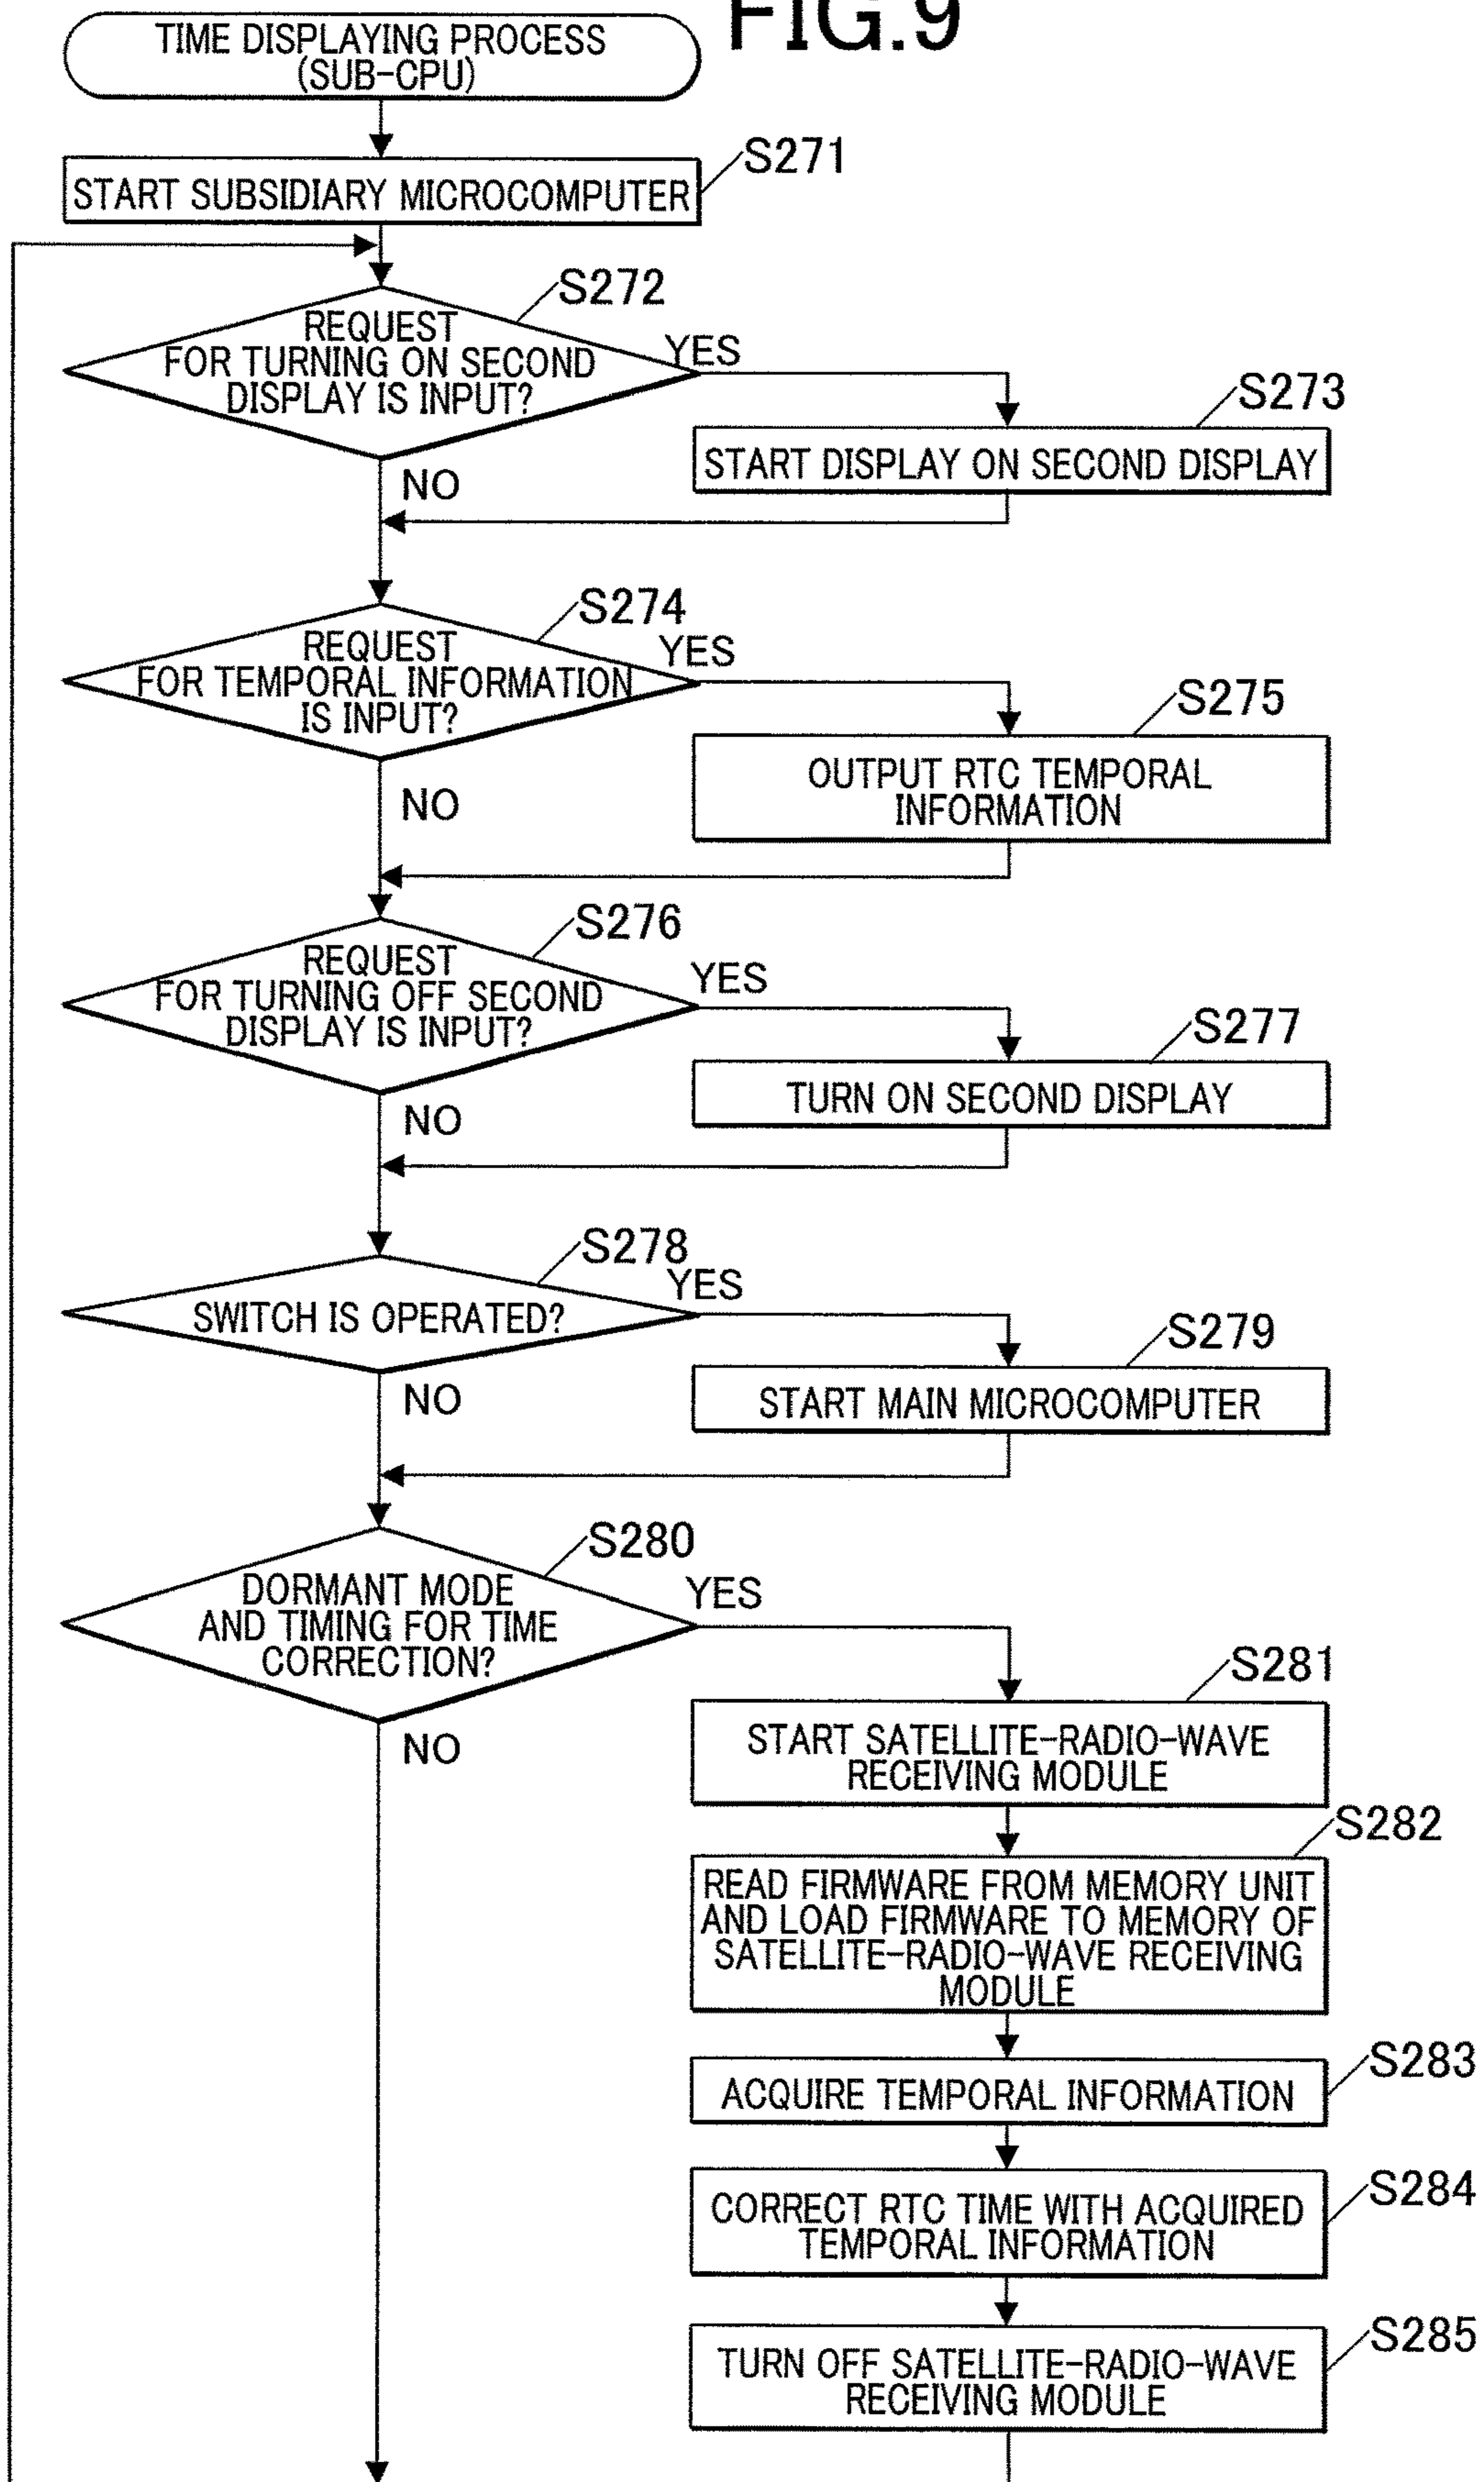 FIG.9
TIME DISPLAYING PROCESS
(SUB-CPU)
S271
START SUBSIDIARY MICROCOMPUTER
S272
REQUEST
FOR TURNING ON SECOND
DISPLAY IS INPUT?
YES
NO
S273
START DISPLAY ON SECOND DISPLAY
S274
REQUEST
FOR TEMPORAL INFORMATION
IS INPUT?
YES
NO
S275
OUTPUT RTC TEMPORAL
INFORMATION
S276
REQUEST
FOR TURNING OFF SECOND
DISPLAY IS INPUT?
YES
NO
S277
TURN ON SECOND DISPLAY
S278
SWITCH IS OPERATED?
YES
NO
S279
START MAIN MICROCOMPUTER
S280
DORMANT MODE
AND TIMING FOR TIME
CORRECTION?
YES
NO
S281
START SATELLITE-RADIO-WAVE
RECEIVING MODULE
S282
READ FIRMWARE FROM MEMORY UNIT
AND LOAD FIRMWARE TO MEMORY OF
SATELLITE-RADIO-WAVE RECEIVING
MODULE
S283
ACQUIRE TEMPORAL INFORMATION
S284
CORRECT RTC TIME WITH ACQUIRED
TEMPORAL INFORMATION
S285
TURN OFF SATELLITE-RADIO-WAVE
RECEIVING MODULE